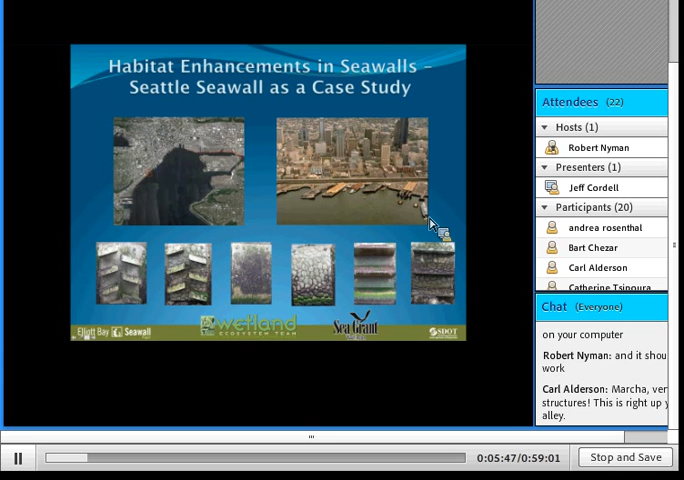 Habitat Enhancements in Seawalls –
Seattle Seawall as a Case Study
Elliott Bay Seawall
wetland
ECOSYSTEM TEAM
Sea Grant
SDOT
Attendees (22)
Hosts (1)
Robert Nyman
Presenters (1)
Jeff Cordell
Participants (20)
andrea rosenthal
Bart Chezar
Carl Alderson
Catherine Tsinoura
Chat (Everyone)
on your computer
Robert Nyman: and it shou
work
Carl Alderson: Marcha, ver
structures! This is right up y
alley.
0:05:47/0:59:01
Stop and Save